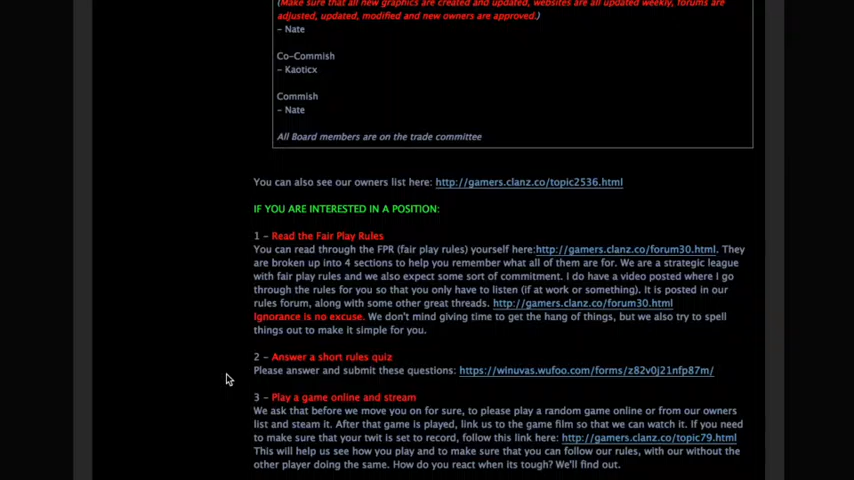 (Make sure that all new graphics are created and updated, websites are all updated weekly, forums are
adjusted, updated, modified and new owners are approved.)
- Nate
Co-Commish
- Kaoticx
Commish
- Nate
All Board members are on the trade committee
You can also see our owners list here: http://gamers.clanz.co/topic2536.html
IF YOU ARE INTERESTED IN A POSITION:
1 - Read the Fair Play Rules
You can read through the FPR (fair play rules) yourself here:http://gamers.clanz.co/forum30.html. They
are broken up into 4 sections to help you remember what all of them are for. We are a strategic league
with fair play rules and we also expect some sort of commitment. I do have a video posted where I go
through the rules for you so that you only have to listen (if at work or something). It is posted in our
rules forum, along with some other great threads. http://gamers.clanz.co/forum30.html
Ignorance is no excuse. We don't mind giving time to get the hang of things, but we also try to spell
things out to make it simple for you.
2 - Answer a short rules quiz
Please answer and submit these questions: https://winuvas.wufoo.com/forms/z82v0j21nfp87m/
3 - Play a game online and stream
We ask that before we move you on for sure, to please play a random game online or from our owners
list and steam it. After that game is played, link us to the game film so that we can watch it. If you need
to make sure that your twit is set to record, follow this link here: http://gamers.clanz.co/topic79.html
This will help us see how you play and to make sure that you can follow our rules, with our without the
other player doing the same. How do you react when its tough? We'll find out.